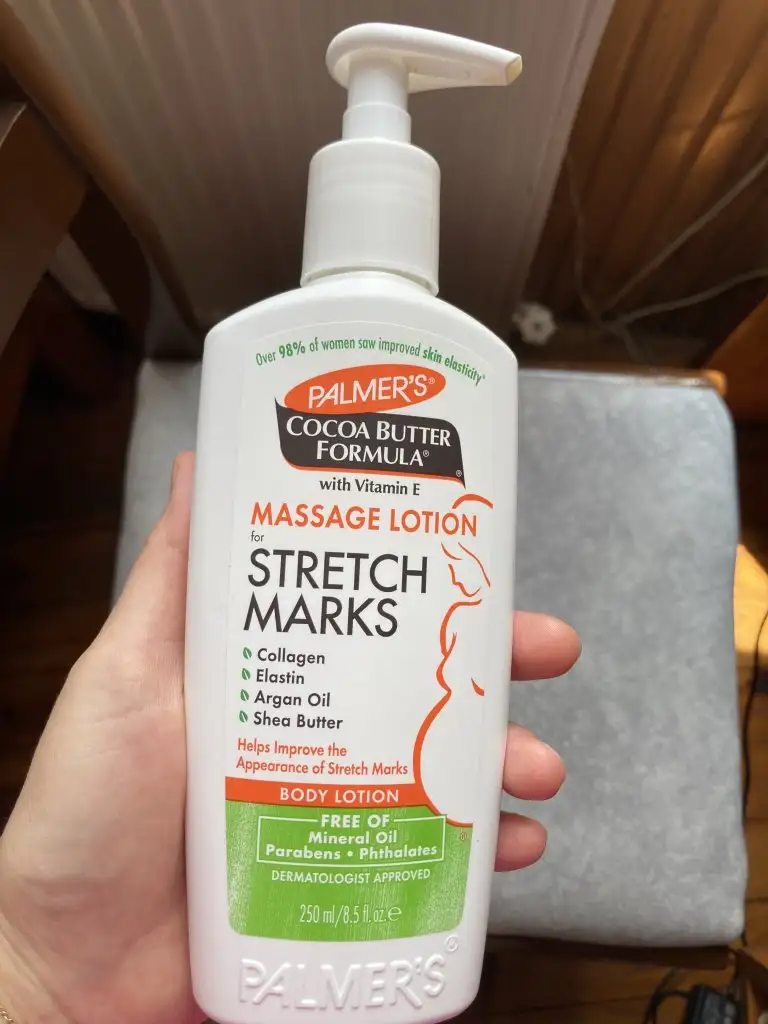 Over 98% of women saw improved skin elasticity*
PALMER'S®
COCOA BUTTER
FORMULA®
®
with Vitamin E
MASSAGE LOTION
for
STRETCH
MARKS
Collagen
Elastin
Argan Oil
Shea Butter
Helps Improve the
Appearance of Stretch Marks
BODY LOTION
®
FREE OF
Mineral Oil
Parabens • Phthalates
DERMATOLOGIST APPROVED
250 ml/8.5 fl. oz. ℮
PALMER'S®